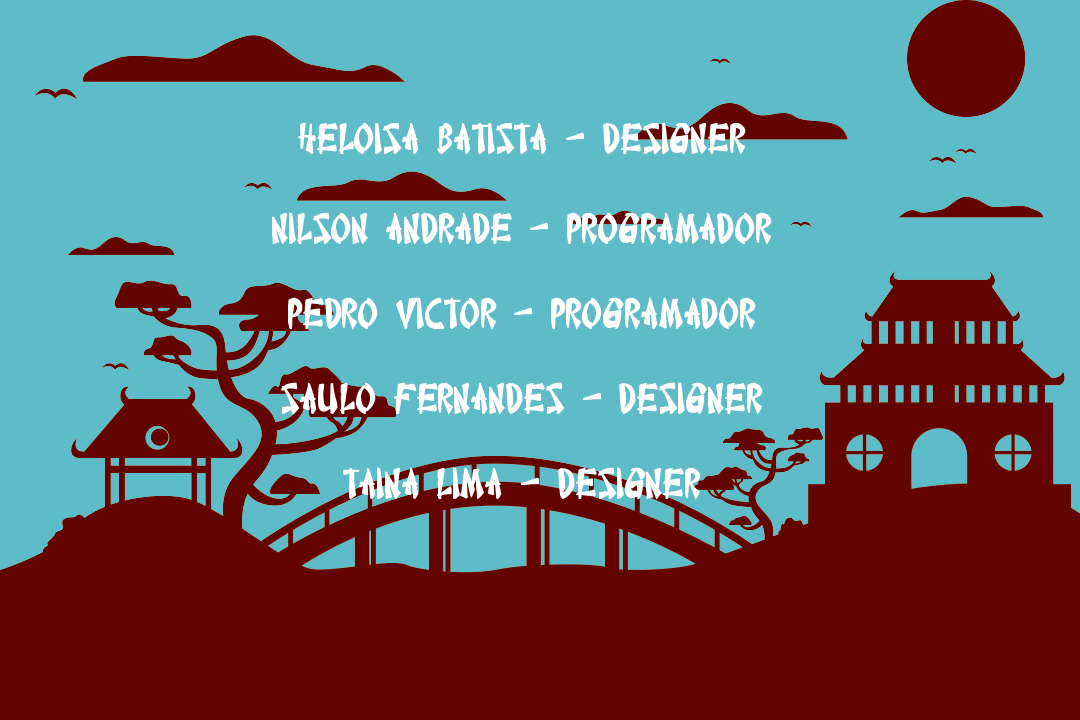 HELOISA BATISTA - DESIGNER
NILSON ANDRADE - PROGRAMADOR
PEDRO VICTOR - PROGRAMADOR
SAULO FERNANDES - DESIGNER
TAINA LIMA - DESIGNER